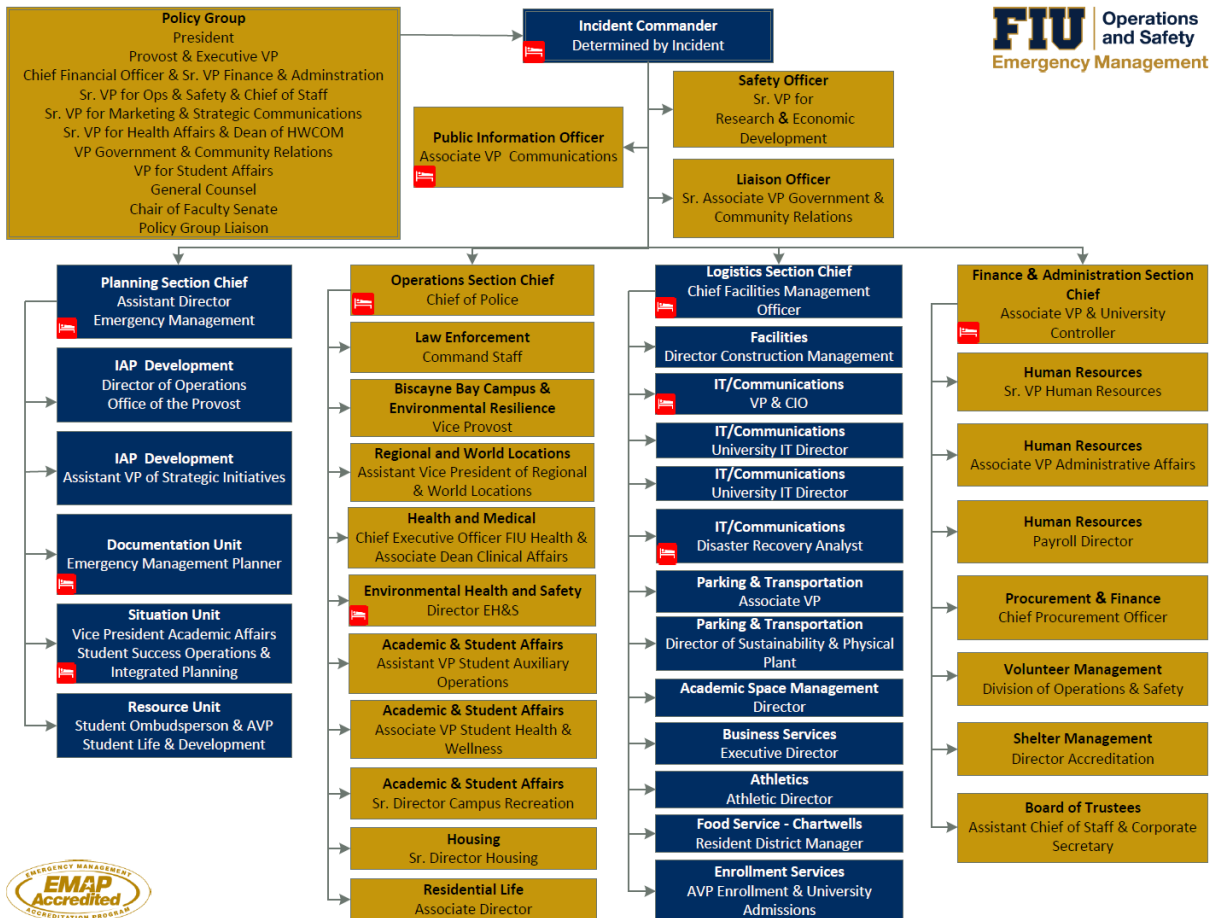 Policy Group
President
Provost & Executive VP
Chief Financial Officer & Sr. VP Finance & Adminstration
Sr. VP for Ops & Safety & Chief of Staff
Sr. VP for Marketing & Strategic Communications
Sr. VP for Health Affairs & Dean of HWCOM
VP Government & Community Relations
VP for Student Affairs
General Counsel
Chair of Faculty Senate
Policy Group Liaison
Incident Commander
Determined by Incident
FIU Operations
and Safety
Emergency Management
Safety Officer
Sr. VP for
Research & Economic
Development
Public Information Officer
Associate VP Communications
Liaison Officer
Sr. Associate VP Government &
Community Relations
Planning Section Chief
Assistant Director
Emergency Management
IAP Development
Director of Operations
Office of the Provost
IAP Development
Assistant VP of Strategic Initiatives
Documentation Unit
Emergency Management Planner
Situation Unit
Vice President Academic Affairs
Student Success Operations &
Integrated Planning
Resource Unit
Student Ombudsperson & AVP
Student Life & Development
Operations Section Chief
Chief of Police
Law Enforcement
Command Staff
Biscayne Bay Campus &
Environmental Resilience
Vice Provost
Regional and World Locations
Assistant Vice President of Regional
& World Locations
Health and Medical
Chief Executive Officer FIU Health &
Associate Dean Clinical Affairs
Environmental Health and Safety
Director EH&S
Academic & Student Affairs
Assistant VP Student Auxiliary
Operations
Academic & Student Affairs
Associate VP Student Health &
Wellness
Academic & Student Affairs
Sr. Director Campus Recreation
Housing
Sr. Director Housing
Residential Life
Associate Director
Logistics Section Chief
Chief Facilities Management
Officer
Facilities
Director Construction Management
IT/Communications
VP & CIO
IT/Communications
University IT Director
IT/Communications
University IT Director
IT/Communications
Disaster Recovery Analyst
Parking & Transportation
Associate VP
Parking & Transportation
Director of Sustainability & Physical
Plant
Academic Space Management
Director
Business Services
Executive Director
Athletics
Athletic Director
Food Service - Chartwells
Resident District Manager
Enrollment Services
AVP Enrollment & University
Admissions
Finance & Administration Section
Chief
Associate VP & University
Controller
Human Resources
Sr. VP Human Resources
Human Resources
Associate VP Administrative Affairs
Human Resources
Payroll Director
Procurement & Finance
Chief Procurement Officer
Volunteer Management
Division of Operations & Safety
Shelter Management
Director Accreditation
Board of Trustees
Assistant Chief of Staff & Corporate
Secretary
EMERGENCY MANAGEMENT
EMAP
Accredited
ACCREDITATION PROGRAM